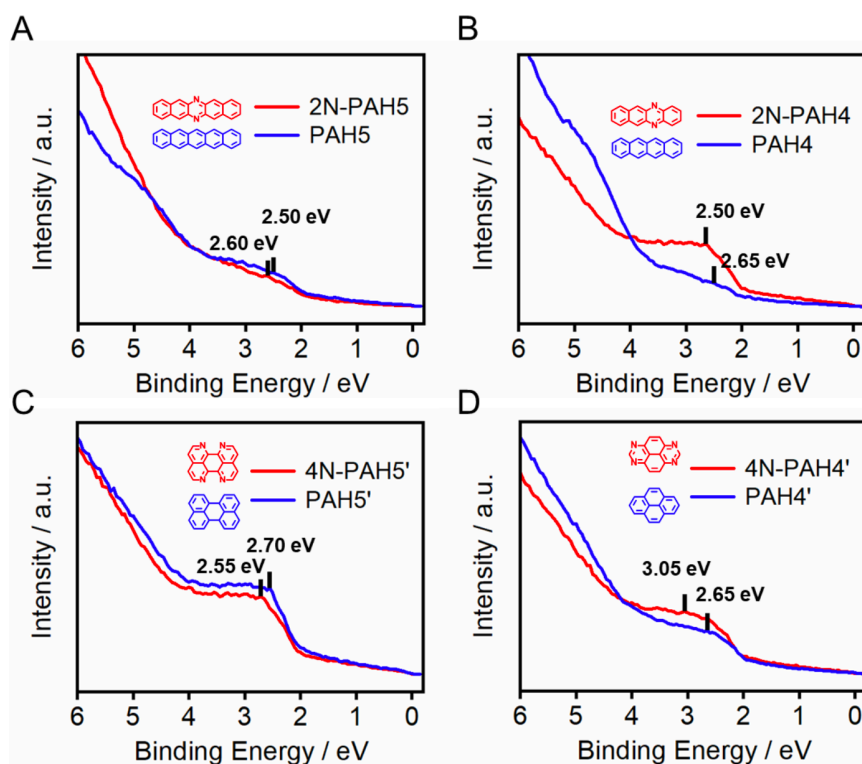 A
2N-PAH5
PAH5
2.50 eV
2.60 eV
Intensity / a.u.
6 5 4 3 2 1 0
Binding Energy / eV
B
2N-PAH4
PAH4
2.50 eV
2.65 eV
Intensity / a.u.
6 5 4 3 2 1 0
Binding Energy / eV
C
4N-PAH5'
PAH5'
2.70 eV
2.55 eV
Intensity / a.u.
6 5 4 3 2 1 0
Binding Energy / eV
D
4N-PAH4'
PAH4'
3.05 eV
2.65 eV
Intensity / a.u.
6 5 4 3 2 1 0
Binding Energy / eV
N
N
N
N
N N
N N
N N
N N